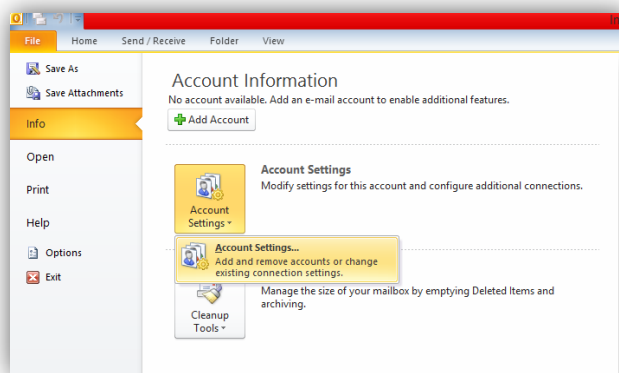 In
File Home Send / Receive Folder View
Save As
Save Attachments
Info
Open
Print
Help
Options
Exit
Account Information
No account available. Add an e-mail account to enable additional features.
Add Account
Account Settings
Account Settings
Modify settings for this account and configure additional connections.
Account Settings...
Add and remove accounts or change
existing connection settings.
Cleanup
Tools
Manage the size of your mailbox by emptying Deleted Items and
archiving.